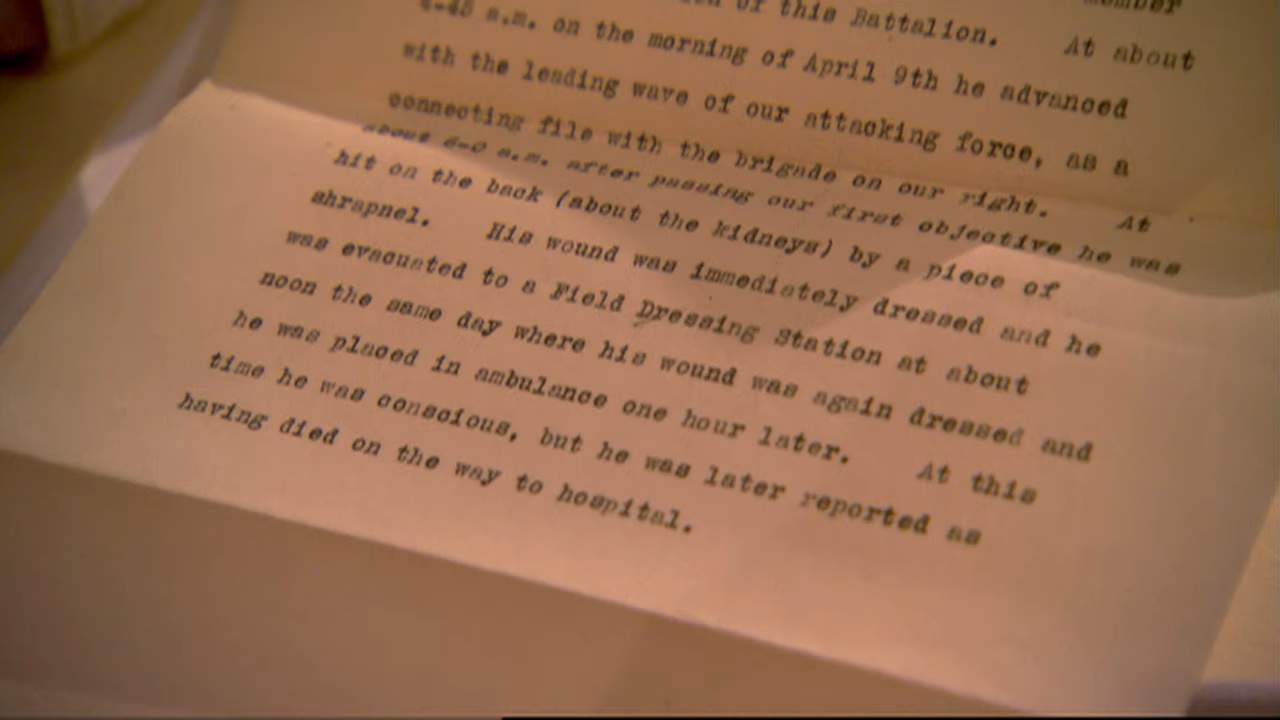 of this Battalion. At about
a.m. on the morning of April 9th he advanced
with the leading wave of our attacking force, as a
connecting file with the brigade on our right. At
about 6-0 a.m. after passing our first objective he was
hit on the back (about the kidneys) by a piece of
shrapnel. His wound was immediately dressed and he
was evacuated to a Field Dressing Station at about
noon the same day where his wound was again dressed and
he was placed in ambulance one hour later. At this
time he was conscious, but he was later reported as
having died on the way to hospital.